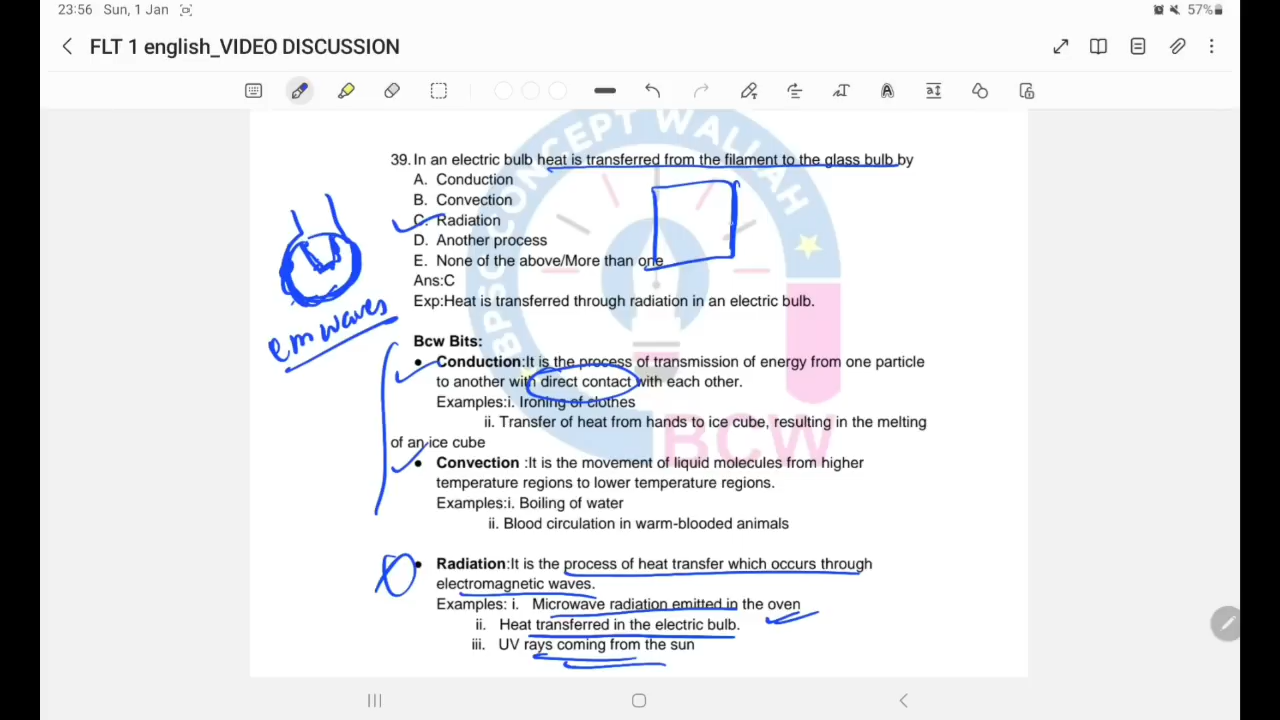 23:56 Sun, 1 Jan
57%
FLT 1 english_VIDEO DISCUSSION
BPSC CONCEPT WALLAH
39. In an electric bulb heat is transferred from the filament to the glass bulb by
A. Conduction
B. Convection
C. Radiation
D. Another process
E. None of the above/More than one
Ans:C
Exp:Heat is transferred through radiation in an electric bulb.
em waves
Bcw Bits:
• Conduction:It is the process of transmission of energy from one particle
to another with direct contact with each other.
Examples:i. Ironing of clothes
ii. Transfer of heat from hands to ice cube, resulting in the melting
of an ice cube
BCW
• Convection :It is the movement of liquid molecules from higher
temperature regions to lower temperature regions.
Examples:i. Boiling of water
ii. Blood circulation in warm-blooded animals
• Radiation:It is the process of heat transfer which occurs through
electromagnetic waves.
Examples: i. Microwave radiation emitted in the oven
ii. Heat transferred in the electric bulb.
iii. UV rays coming from the sun